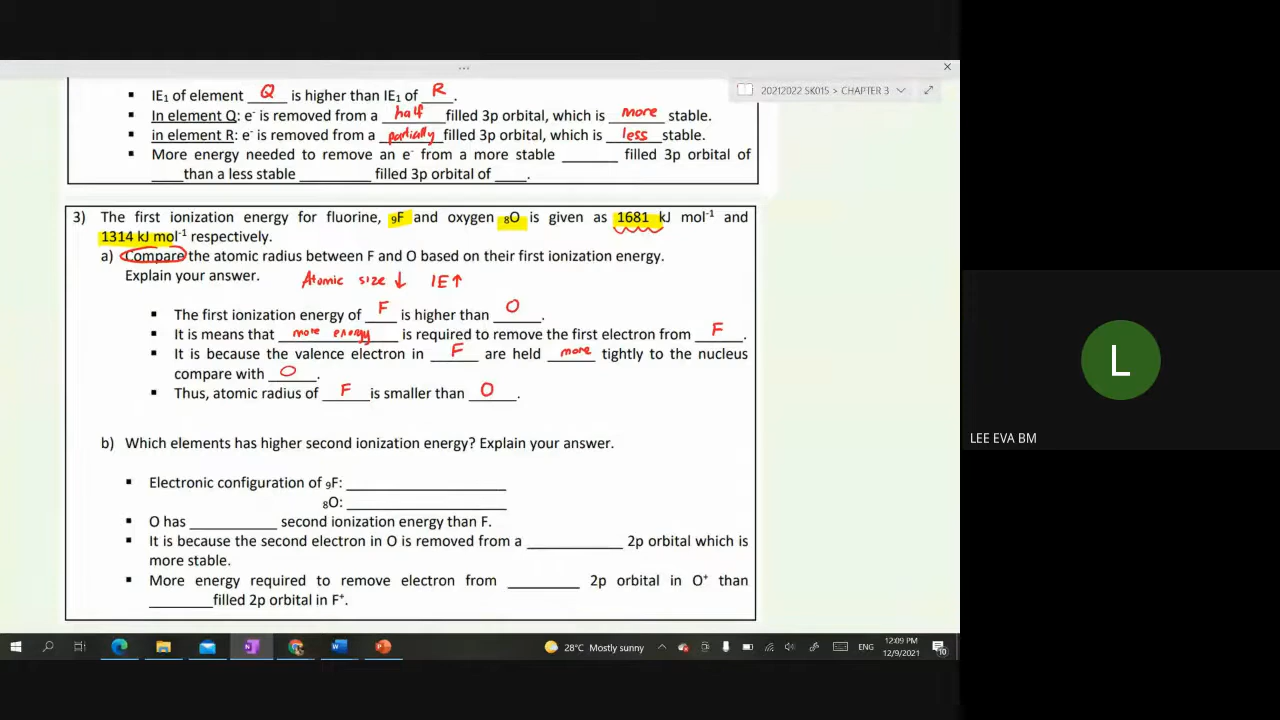 IE₁ of element Q is higher than IE₁ of R.
20212022 SK015 > CHAPTER 3
▪ In element Q: e⁻ is removed from a half filled 3p orbital, which is more stable.
▪ in element R: e⁻ is removed from a partially filled 3p orbital, which is less stable.
▪ More energy needed to remove an e⁻ from a more stable ______ filled 3p orbital of
____than a less stable ________ filled 3p orbital of ____.
3) The first ionization energy for fluorine, ₉F and oxygen ₈O is given as 1681 kJ mol⁻¹ and
1314 kJ mol⁻¹ respectively.
a) Compare the atomic radius between F and O based on their first ionization energy.
Explain your answer. Atomic size ↓ IE↑
▪ The first ionization energy of F is higher than O.
▪ It is means that more energy is required to remove the first electron from F.
▪ It is because the valence electron in F are held more tightly to the nucleus
compare with O.
▪ Thus, atomic radius of F is smaller than O.
LEE EVA BM
L
b) Which elements has higher second ionization energy? Explain your answer.
▪ Electronic configuration of ₉F: __________________
₈O: __________________
▪ O has __________ second ionization energy than F.
▪ It is because the second electron in O is removed from a ___________ 2p orbital which is
more stable.
▪ More energy required to remove electron from ________ 2p orbital in O⁺ than
_______filled 2p orbital in F⁺.
28°C Mostly sunny
ENG
12:09 PM
12/9/2021
10